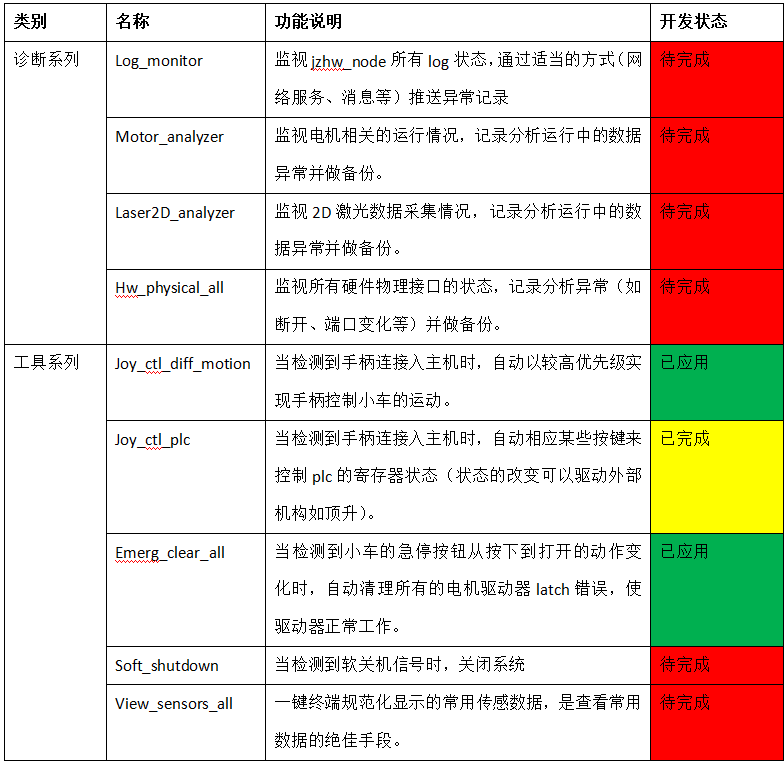 类别 名称 功能说明 开发状态
诊断系列 Log_monitor 监视 jzhw_node 所有 log 状态，通过适当的方式（网 待完成
络服务、消息等）推送异常记录
Motor_analyzer 监视电机相关的运行情况，记录分析运行中的数据 待完成
异常并做备份。
Laser2D_analyzer 监视 2D 激光数据采集情况，记录分析运行中的数 待完成
据异常并做备份。
Hw_physical_all 监视所有硬件物理接口的状态，记录分析异常（如 待完成
断开、端口变化等）并做备份。
工具系列 Joy_ctl_diff_motion 当检测到手柄连接入主机时，自动以较高优先级实 已应用
现手柄控制小车的运动。
Joy_ctl_plc 当检测到手柄连接入主机时，自动相应某些按键来 已完成
控制 plc 的寄存器状态（状态的改变可以驱动外部
机构如顶升）。
Emerg_clear_all 当检测到小车的急停按钮从按下到打开的动作变 已应用
化时，自动清理所有的电机驱动器 latch 错误，使
驱动器正常工作。
Soft_shutdown 当检测到软关机信号时，关闭系统 待完成
View_sensors_all 一键终端规范化显示的常用传感数据，是查看常用 待完成
数据的绝佳手段。